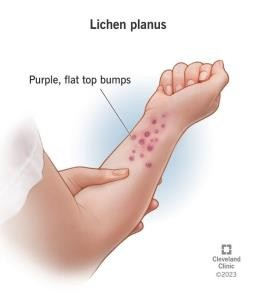 Lichen planus
Purple, flat top bumps
Cleveland
Clinic
©2023